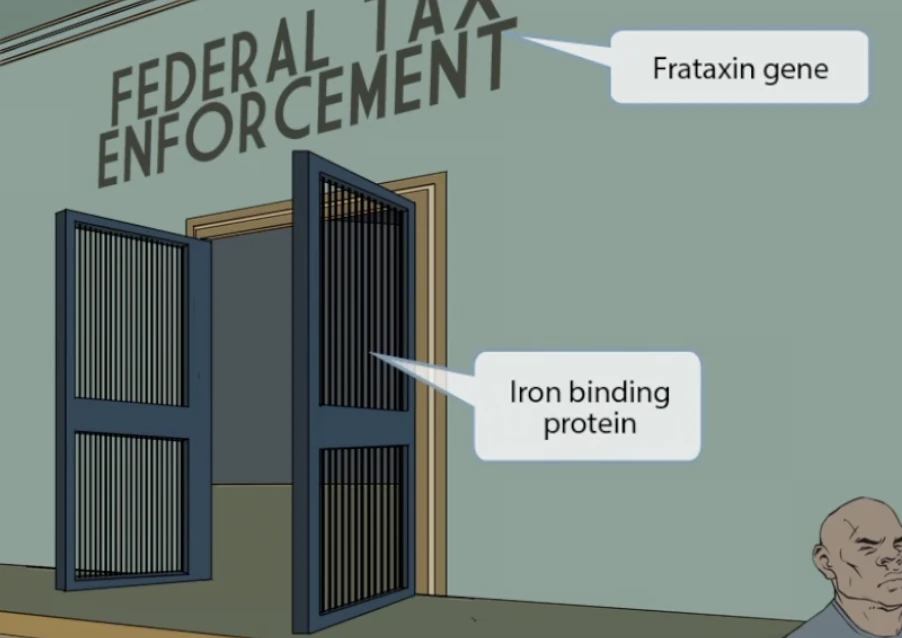 FEDERAL TAX
ENFORCEMENT
Frataxin gene
Iron binding
protein